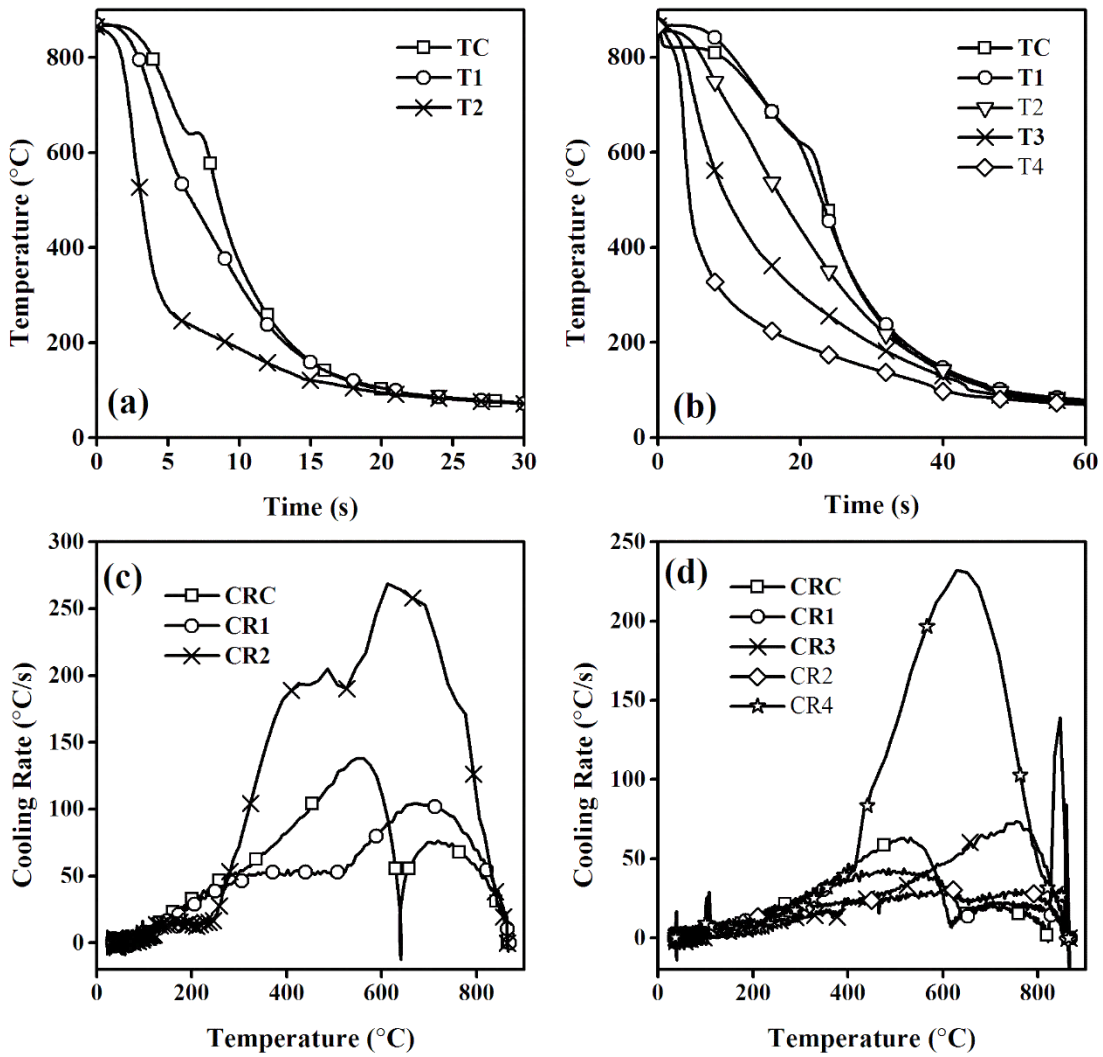 TC
T1
T2
800
600
400
200
0
Temperature (°C)
(a)
0 5 10 15 20 25 30
Time (s)
TC
T1
T2
T3
T4
800
600
400
200
0
Temperature (°C)
(b)
0 20 40 60
Time (s)
(c)
CRC
CR1
CR2
300
250
200
150
100
50
0
Cooling Rate (°C/s)
0 200 400 600 800
Temperature (°C)
(d)
CRC
CR1
CR3
CR2
CR4
250
200
150
100
50
0
Cooling Rate (°C/s)
0 200 400 600 800
Temperature (°C)